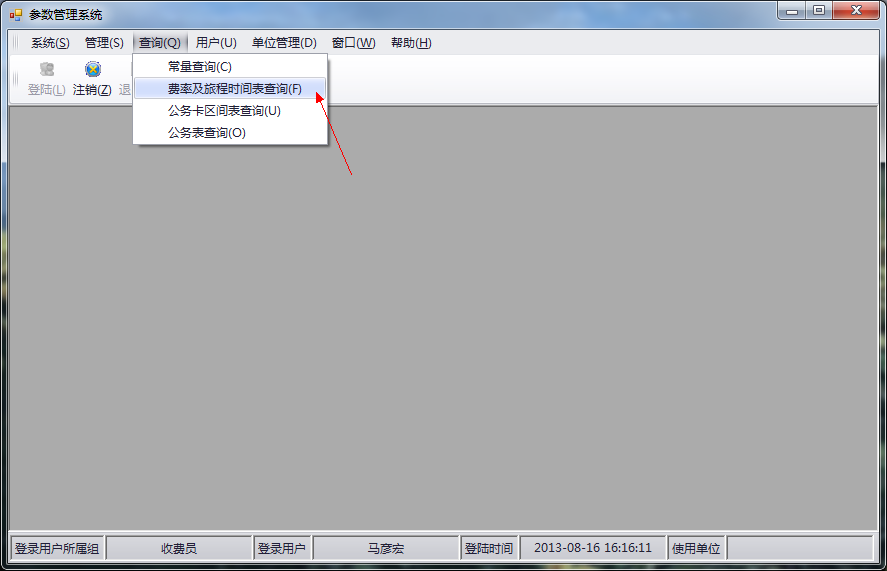 参数管理系统
系统(S) 管理(S) 查询(Q) 用户(U) 单位管理(D) 窗口(W) 帮助(H)
常量查询(C)
登陆(L) 注销(Z) 退
费率及旅程时间表查询(F)
公务卡区间表查询(U)
公务表查询(O)
登录用户所属组 收费员 登录用户 马彦宏 登陆时间 2013-08-16 16:16:11 使用单位